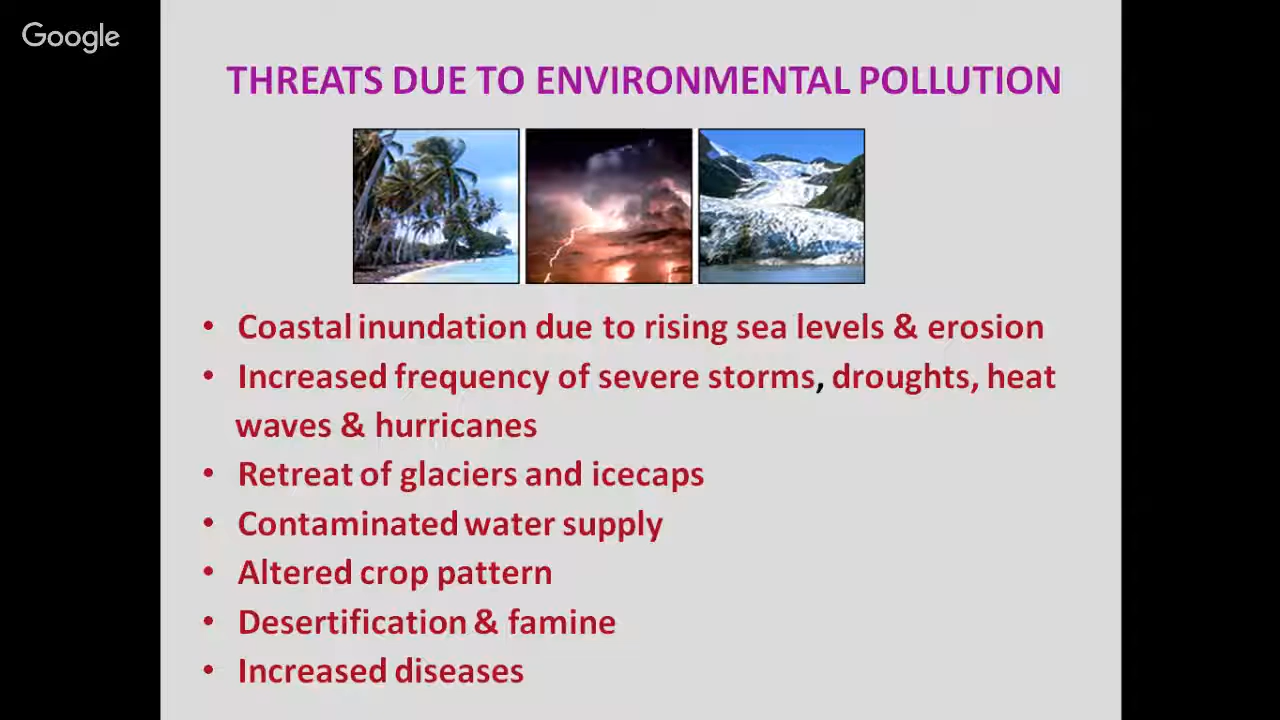 Google
THREATS DUE TO ENVIRONMENTAL POLLUTION
• Coastal inundation due to rising sea levels & erosion
• Increased frequency of severe storms, droughts, heat
waves & hurricanes
• Retreat of glaciers and icecaps
• Contaminated water supply
• Altered crop pattern
• Desertification & famine
• Increased diseases